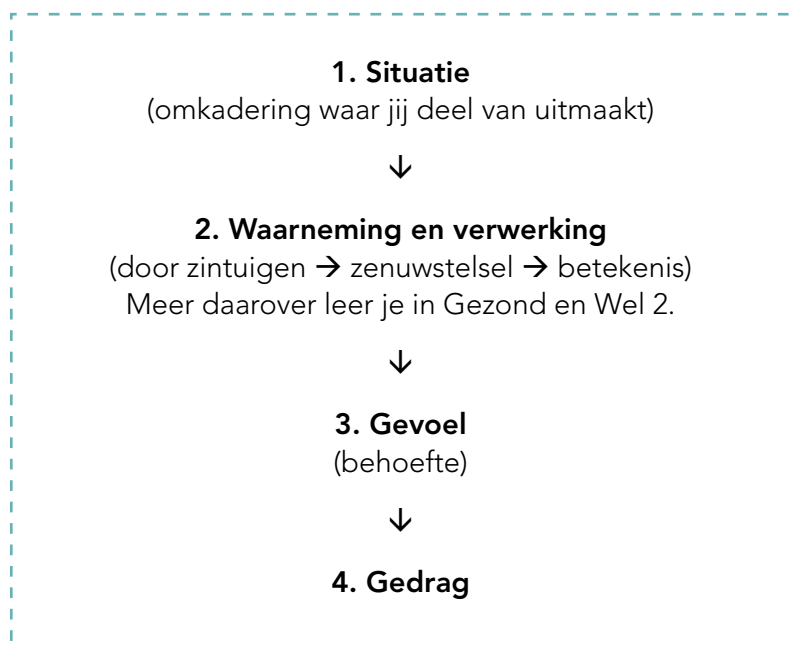 1. Situatie
(omkadering waar jij deel van uitmaakt)
↓
2. Waarneming en verwerking
(door zintuigen → zenuwstelsel → betekenis)
Meer daarover leer je in Gezond en Wel 2.
↓
3. Gevoel
(behoefte)
↓
4. Gedrag